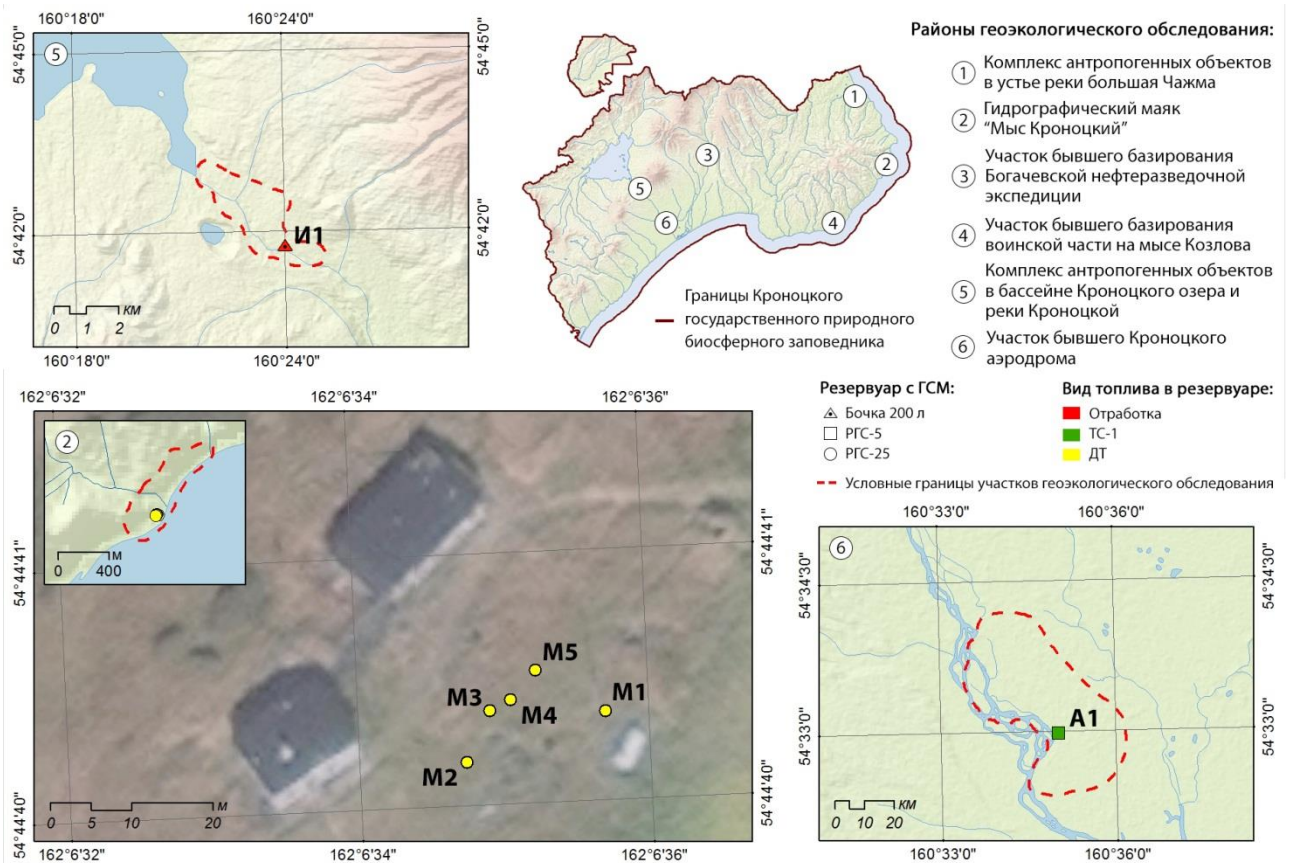 160°18'0"
160°24'0"
5
54°45'0"
54°45'0"
54°42'0"
54°42'0"
И1
0 1 2 км
160°18'0"
160°24'0"
1
2
3
4
5
6
Границы Кроноцкого
государственного природного
биосферного заповедника
Районы геоэкологического обследования:
1 Комплекс антропогенных объектов
в устье реки большая Чажма
2 Гидрографический маяк
"Мыс Кроноцкий"
3 Участок бывшего базирования
Богачевской нефтеразведочной
экспедиции
4 Участок бывшего базирования
воинской части на мысе Козлова
5 Комплекс антропогенных объектов
в бассейне Кроноцкого озера и
реки Кроноцкой
6 Участок бывшего Кроноцкого
аэродрома
162°6'32"
162°6'34"
162°6'36"
2
0 400 м
54°44'41"
54°44'41"
54°44'40"
54°44'40"
М5
М3
М4
М1
М2
0 5 10 20 м
162°6'32"
162°6'34"
162°6'36"
Резервуар с ГСМ:
Бочка 200 л
РГС-5
РГС-25
Вид топлива в резервуаре:
Отработка
ТС-1
ДТ
Условные границы участков геоэкологического обследования
160°33'0"
160°36'0"
6
54°34'30"
54°34'30"
54°33'0"
54°33'0"
А1
0 10 20 км
160°33'0"
160°36'0"